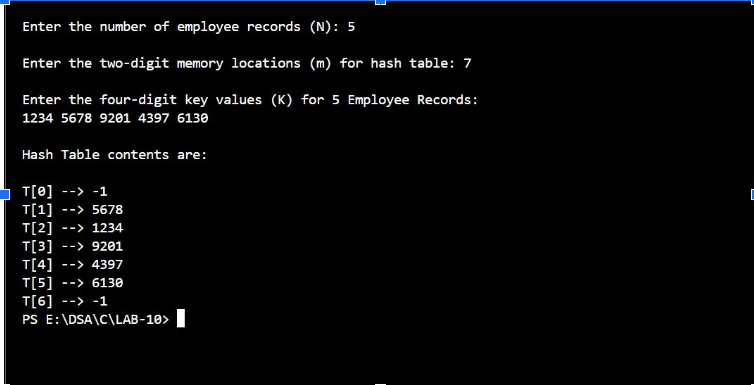 Enter the number of employee records (N): 5
Enter the two-digit memory locations (m) for hash table: 7
Enter the four-digit key values (K) for 5 Employee Records:
1234 5678 9201 4397 6130
Hash Table contents are:
T[0] --> -1
T[1] --> 5678
T[2] --> 1234
T[3] --> 9201
T[4] --> 4397
T[5] --> 6130
T[6] --> -1
PS E:\DSA\C\LAB-10>